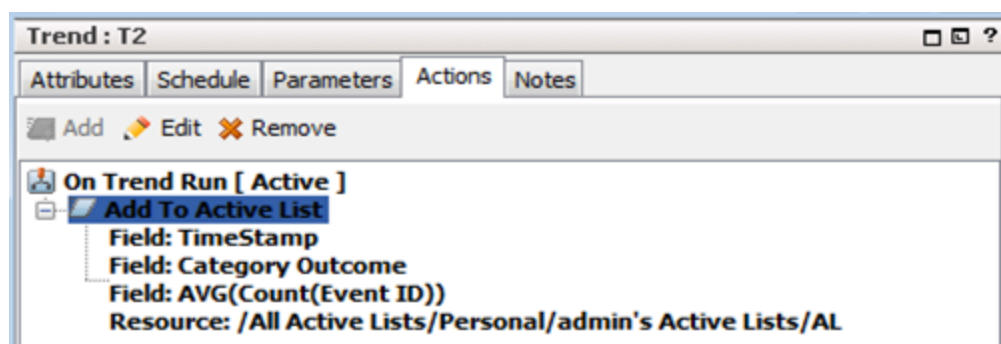 Trend : T2 ?
Attributes Schedule Parameters Actions Notes
Add Edit Remove
On Trend Run [ Active ]
Add To Active List
Field: TimeStamp
Field: Category Outcome
Field: AVG(Count(Event ID))
Resource: /All Active Lists/Personal/admin's Active Lists/AL